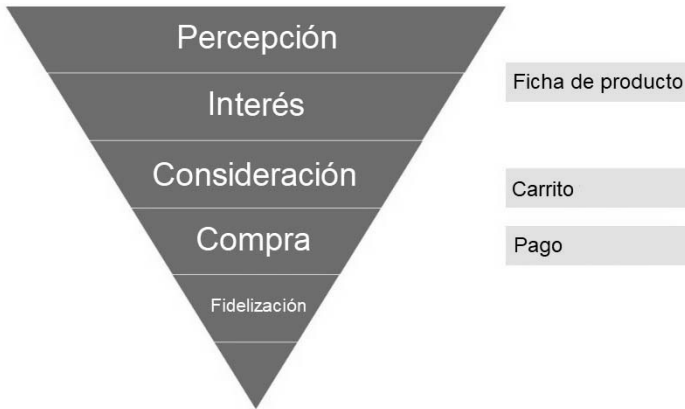 Percepción
Ficha de producto
Interés
Consideración
Carrito
Compra
Pago
Fidelización